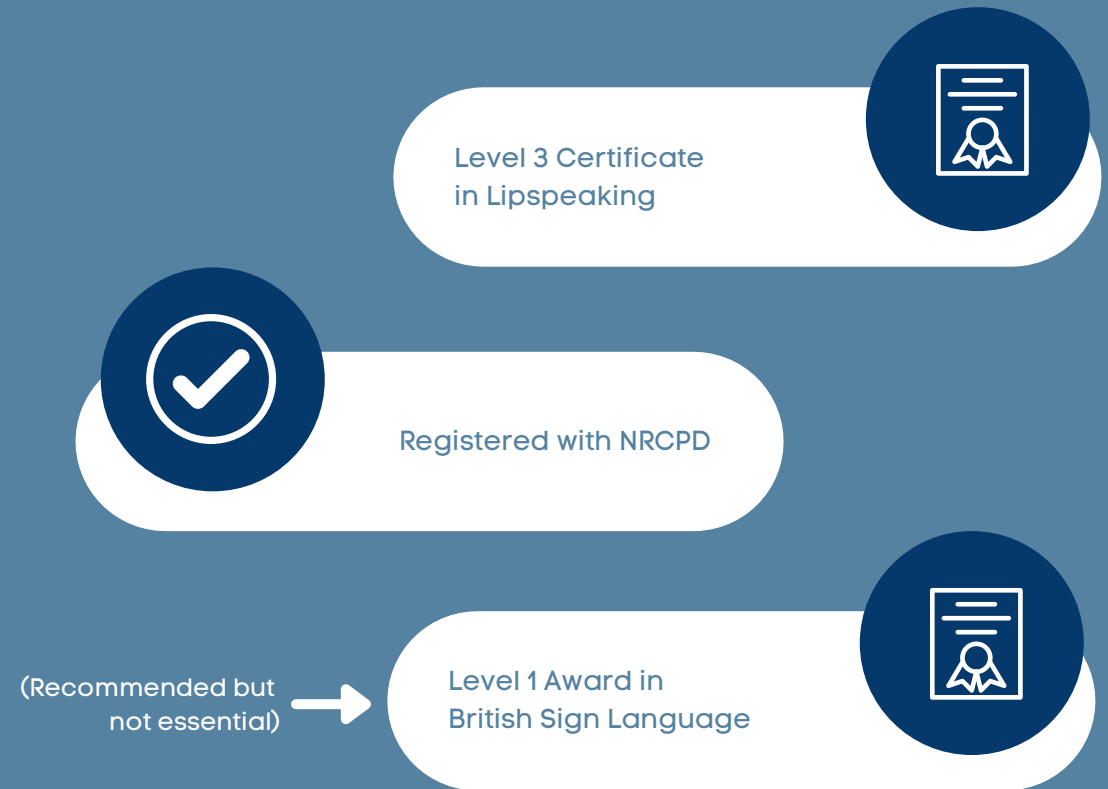 Level 3 Certificate
in Lipspeaking
Registered with NRCPD
(Recommended but
not essential)
Level 1 Award in
British Sign Language